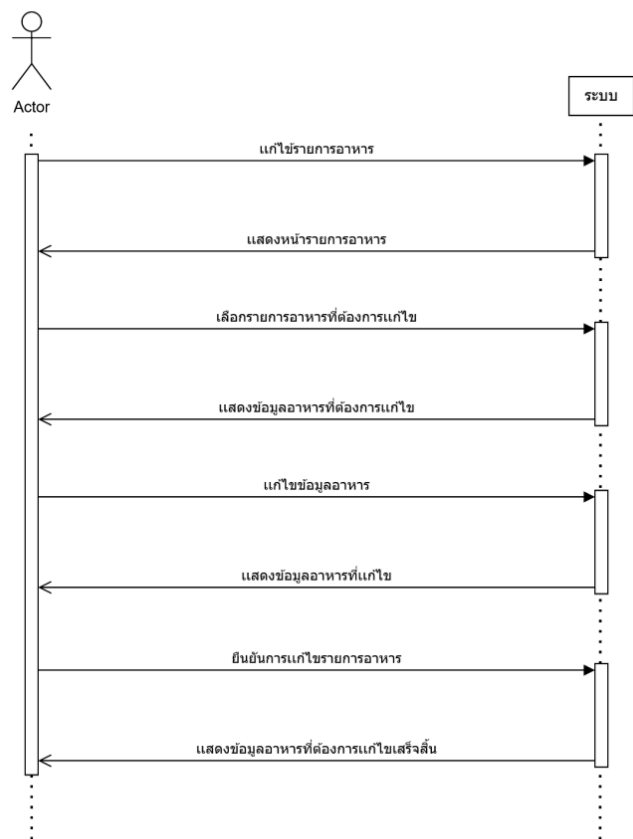 Actor
ระบบ
แก้ไข้รายการอาหาร
แสดงหน้ารายการอาหาร
เลือกรายการอาหารที่ต้องการแก้ไข
แสดงข้อมูลอาหารที่ต้องการแก้ไข
แก้ไขข้อมูลอาหาร
แสดงข้อมูลอาหารที่แก้ไข
ยืนยันการแก้ไขรายการอาหาร
แสดงข้อมูลอาหารที่ต้องการแก้ไขเสร็จสิ้น